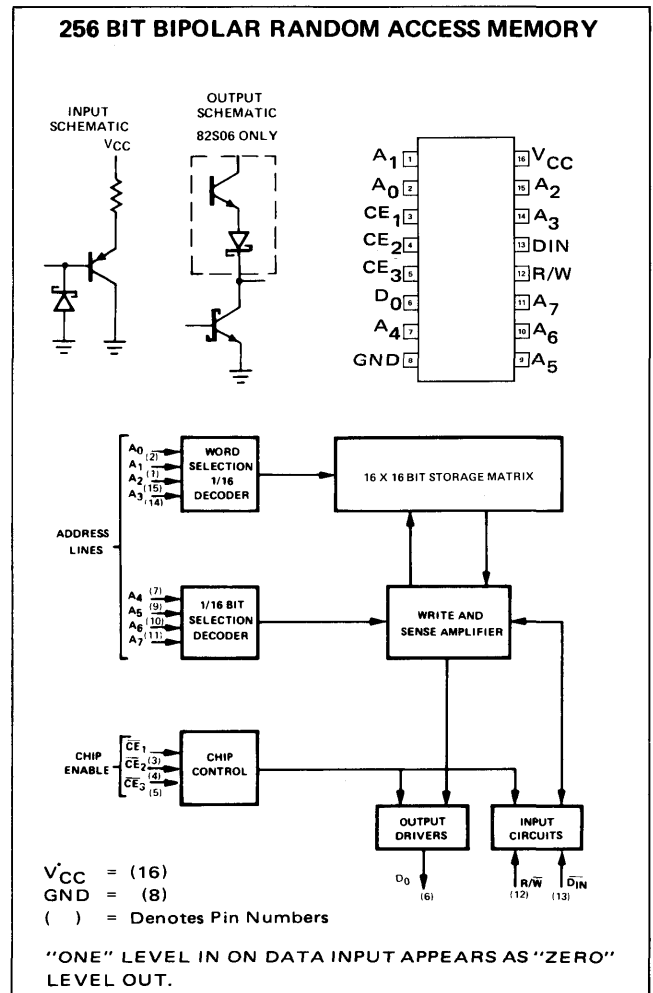 256 BIT BIPOLAR RANDOM ACCESS MEMORY
INPUT
SCHEMATIC
VCC
OUTPUT
SCHEMATIC
82S06 ONLY
A1 1
A0 2
CE1 3
CE2 4
CE3 5
D0 6
A4 7
GND 8
16 VCC
15 A2
14 A3
13 DIN
12 R/W
11 A7
10 A6
9 A5
ADDRESS
LINES
A0 (2)
A1 (1)
A2 (15)
A3 (14)
WORD
SELECTION
1/16
DECODER
16 X 16 BIT STORAGE MATRIX
A4 (7)
A5 (9)
A6 (10)
A7 (11)
1/16 BIT
SELECTION
DECODER
WRITE AND
SENSE AMPLIFIER
CHIP
ENABLE
C̅E̅1 (3)
C̅E̅2 (4)
C̅E̅3 (5)
CHIP
CONTROL
OUTPUT
DRIVERS
INPUT
CIRCUITS
D0
(6)
R/W̅
(12)
D̅I̅N̅
(13)
VCC = (16)
GND = (8)
( ) = Denotes Pin Numbers
"ONE" LEVEL IN ON DATA INPUT APPEARS AS "ZERO"
LEVEL OUT.